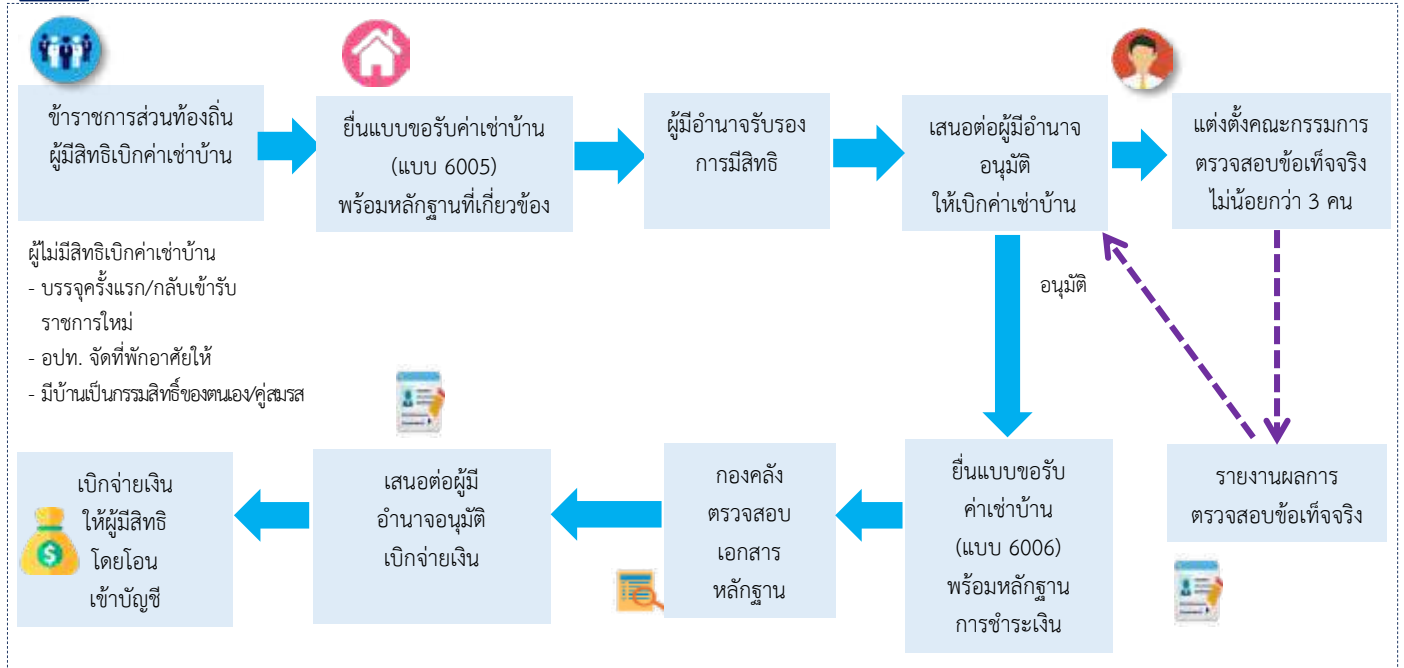 ข้าราชการส่วนท้องถิ่น
ผู้มีสิทธิเบิกค่าเช่าบ้าน
ยื่นแบบขอรับค่าเช่าบ้าน
(แบบ 6005)
พร้อมหลักฐานที่เกี่ยวข้อง
ผู้มีอำนาจรับรอง
การมีสิทธิ
เสนอต่อผู้มีอำนาจ
อนุมัติ
ให้เบิกค่าเช่าบ้าน
แต่งตั้งคณะกรรมการ
ตรวจสอบข้อเท็จจริง
ไม่น้อยกว่า 3 คน
ผู้ไม่มีสิทธิเบิกค่าเช่าบ้าน
- บรรจุครั้งแรก/กลับเข้ารับ
ราชการใหม่
- อปท. จัดที่พักอาศัยให้
- มีบ้านเป็นกรรมสิทธิ์ของตนเอง/คู่สมรส
อนุมัติ
รายงานผลการ
ตรวจสอบข้อเท็จจริง
ยื่นแบบขอรับ
ค่าเช่าบ้าน
(แบบ 6006)
พร้อมหลักฐาน
การชำระเงิน
กองคลัง
ตรวจสอบ
เอกสาร
หลักฐาน
เสนอต่อผู้มี
อำนาจอนุมัติ
เบิกจ่ายเงิน
เบิกจ่ายเงิน
ให้ผู้มีสิทธิ
โดยโอน
เข้าบัญชี